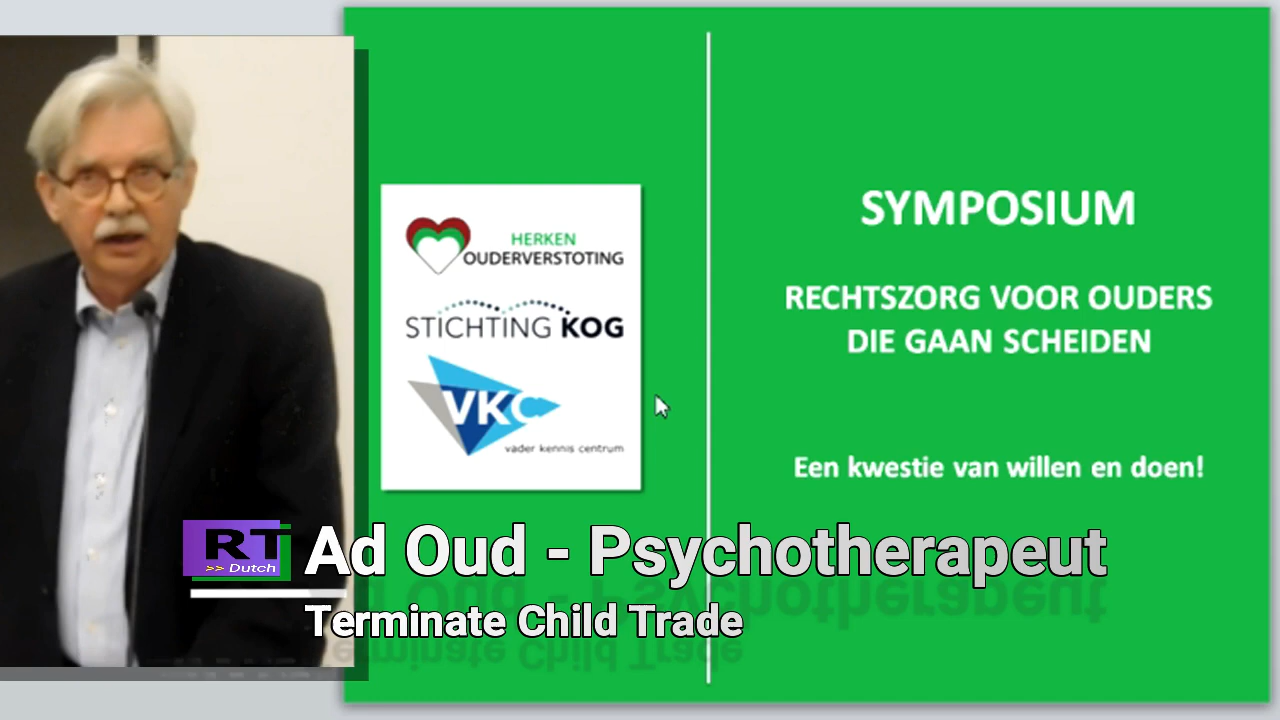 HERKEN
OUDERVERSTOTING
STICHTING KOG
VKC
vader kennis centrum
SYMPOSIUM
RECHTSZORG VOOR OUDERS
DIE GAAN SCHEIDEN
Een kwestie van willen en doen!
RT
>> Dutch
Ad Oud - Psychotherapeut
Terminate Child Trade